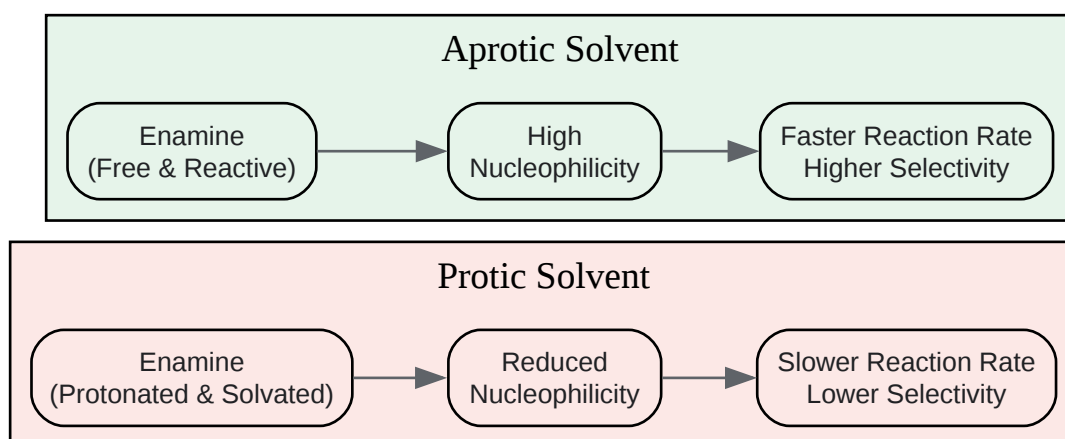 Aprotic Solvent
Enamine
(Free & Reactive)
High
Nucleophilicity
Faster Reaction Rate
Higher Selectivity
Protic Solvent
Enamine
(Protonated & Solvated)
Reduced
Nucleophilicity
Slower Reaction Rate
Lower Selectivity